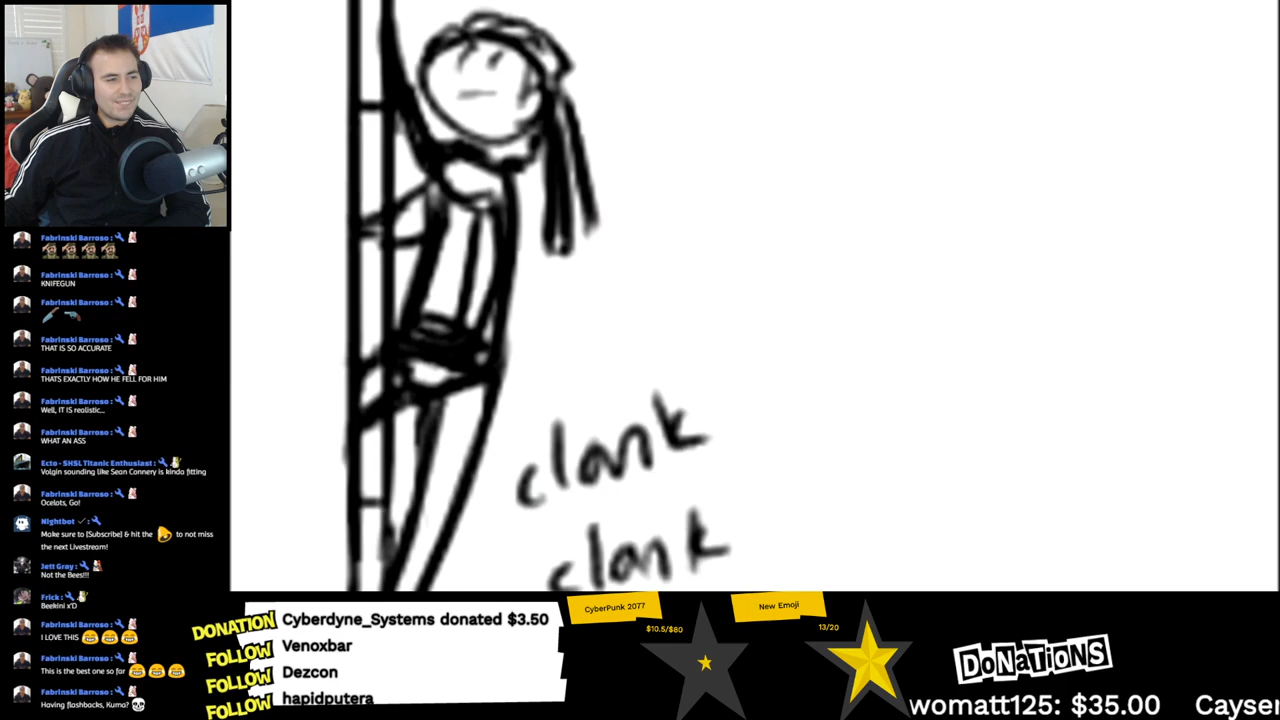 Fabrinski Barroso :
Fabrinski Barroso :
KNIFEGUN
Fabrinski Barroso :
Fabrinski Barroso :
THAT IS SO ACCURATE
Fabrinski Barroso :
THATS EXACTLY HOW HE FELL FOR HIM
Fabrinski Barroso :
Well, IT IS realistic...
Fabrinski Barroso :
WHAT AN ASS
Ecto - SHSL Titanic Enthusiast :
Volgin sounding like Sean Connery is kinda fitting
Fabrinski Barroso :
Ocelots, Go!
Nightbot ✓ :
Make sure to [Subscribe] & hit the to not miss
the next Livestream!
Jett Gray :
Not the Bees!!!
Frick :
Beekini x'D
Fabrinski Barroso :
I LOVE THIS 😂😂😂
Fabrinski Barroso :
This is the best one so far 😂😂😂
Fabrinski Barroso :
Having flashbacks, Kuma? 💀
clank
clank
DONATION Cyberdyne_Systems donated $3.50
FOLLOW Venoxbar
FOLLOW Dezcon
FOLLOW hapidputera
CyberPunk 2077
$10.5/$80
New Emoji
13/20
DONATIONS
womatt125: $35.00 Cayser